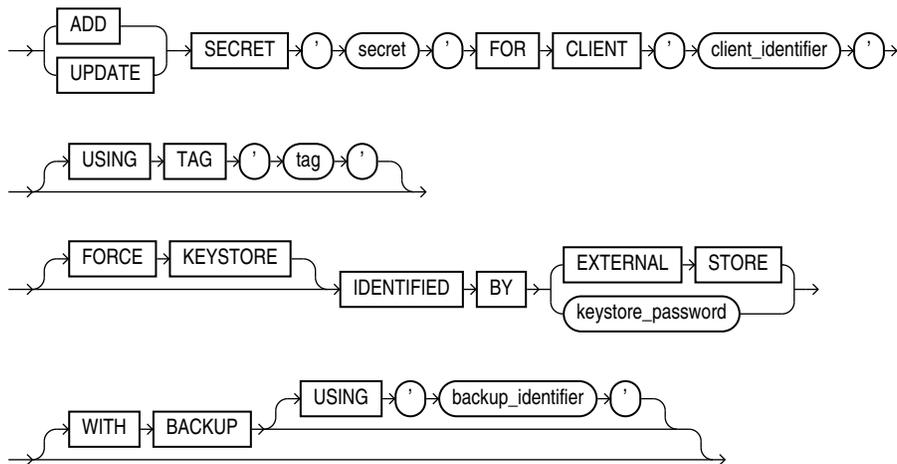 ADD
UPDATE
SECRET ' secret ' FOR CLIENT ' client_identifier '
USING TAG ' tag '
FORCE KEYSTORE
IDENTIFIED BY
EXTERNAL STORE
keystore_password
USING ' backup_identifier '
WITH BACKUP